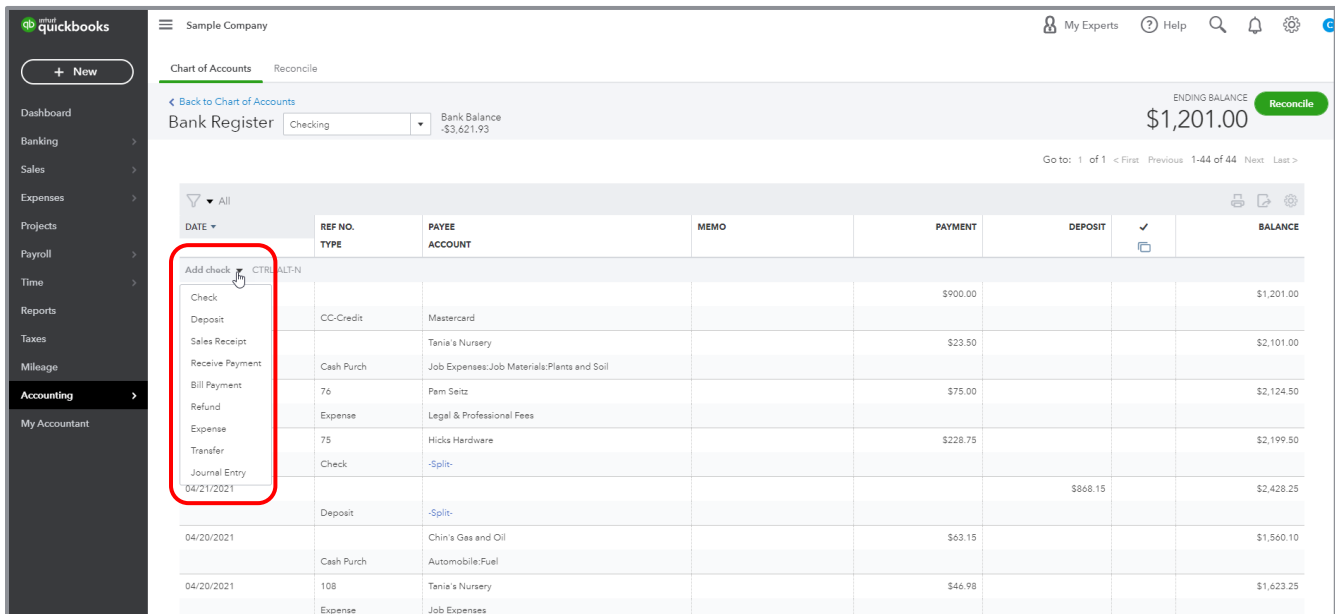 intuit quickbooks
Sample Company
My Experts
Help
C
+ New
Chart of Accounts Reconcile
< Back to Chart of Accounts
Bank Register Checking Bank Balance -$3,621.93
ENDING BALANCE
$1,201.00
Reconcile
Dashboard
Banking
Sales
Expenses
Projects
Payroll
Time
Reports
Taxes
Mileage
Accounting
My Accountant
Go to: 1 of 1 < First Previous 1-44 of 44 Next Last >
All
DATE REF NO. PAYEE MEMO PAYMENT DEPOSIT ✓ BALANCE
TYPE ACCOUNT
Add check CTRL-ALT-N
Check
Deposit
Sales Receipt
Receive Payment
Bill Payment
Refund
Expense
Transfer
Journal Entry
$900.00 $1,201.00
CC-Credit Mastercard
Tania's Nursery $23.50 $2,101.00
Cash Purch Job Expenses:Job Materials:Plants and Soil
76 Pam Seitz $75.00 $2,124.50
Expense Legal & Professional Fees
75 Hicks Hardware $228.75 $2,199.50
Check -Split-
04/21/2021 $868.15 $2,428.25
Deposit -Split-
04/20/2021 Chin's Gas and Oil $63.15 $1,560.10
Cash Purch Automobile:Fuel
04/20/2021 108 Tania's Nursery $46.98 $1,623.25
Expense Job Expenses